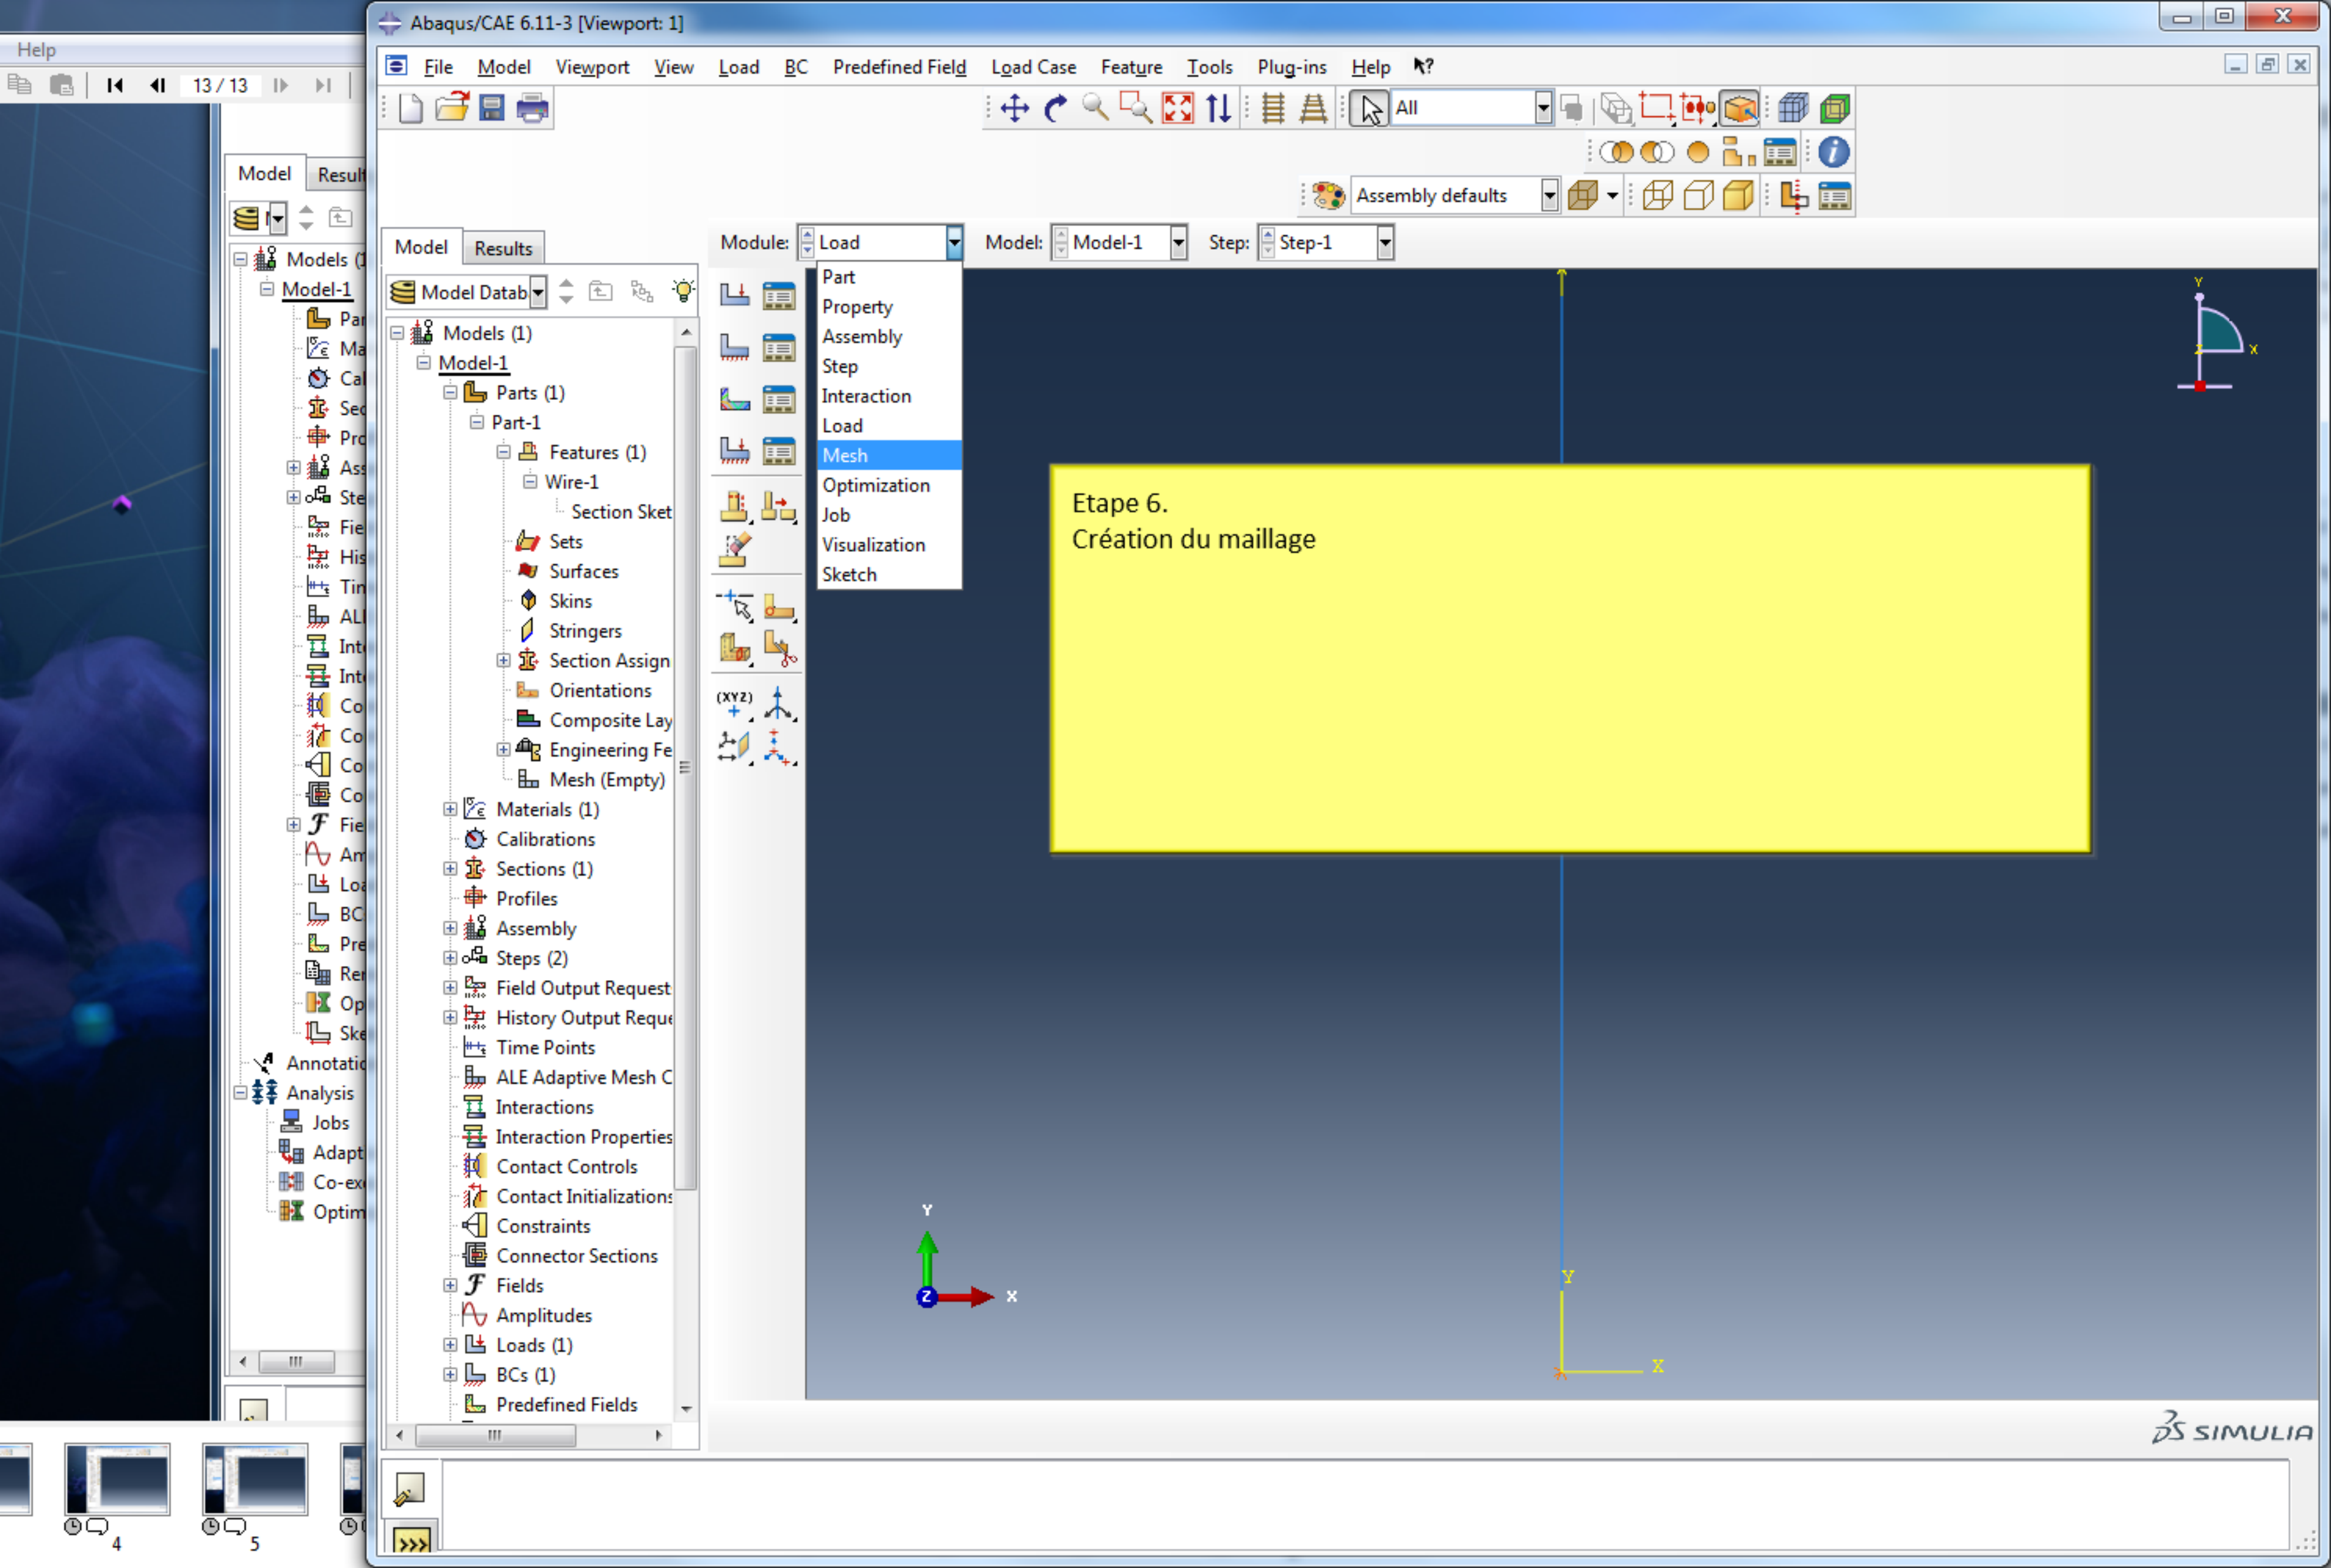 Help
13 / 13
Model
Models
Model-1
Annotatio
Analysis
Jobs
Adapt
Co-ex
Optim
4
5
Abaqus/CAE 6.11-3 [Viewport: 1]
File Model Viewport View Load BC Predefined Field Load Case Feature Tools Plug-ins Help
All
Assembly defaults
Module: Load Model: Model-1 Step: Step-1
Model Results
Model Datab
Models (1)
Model-1
Parts (1)
Part-1
Features (1)
Wire-1
Section Sket
Sets
Surfaces
Skins
Stringers
Section Assign
Orientations
Composite Lay
Engineering Fe
Mesh (Empty)
Materials (1)
Calibrations
Sections (1)
Profiles
Assembly
Steps (2)
Field Output Request
History Output Reque
Time Points
ALE Adaptive Mesh C
Interactions
Interaction Properties
Contact Controls
Contact Initializations
Constraints
Connector Sections
Fields
Amplitudes
Loads (1)
BCs (1)
Predefined Fields
Part
Property
Assembly
Step
Interaction
Load
Mesh
Optimization
Job
Visualization
Sketch
(XYZ)
Etape 6.
Création du maillage
Y
X
Z
Y
Z X
Y
X
SIMULIA
>>>